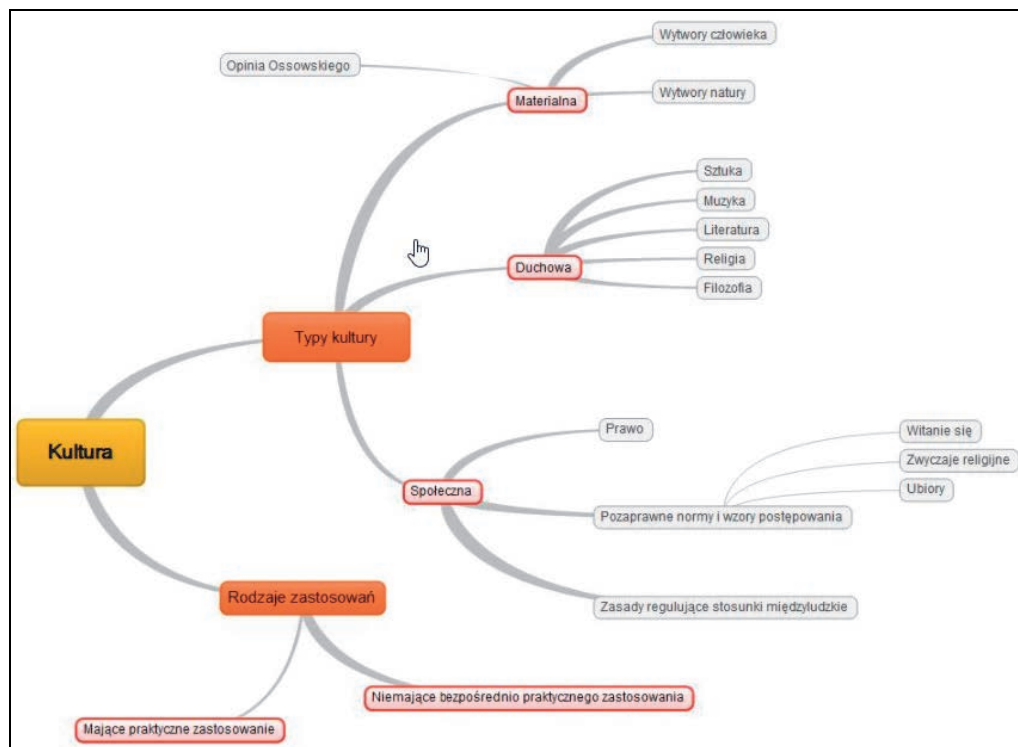 Wytwory człowieka
Opinia Ossowskiego
Wytwory natury
Materialna
Sztuka
Muzyka
Literatura
Religia
Filozofia
Duchowa
Typy kultury
Kultura
Prawo
Witanie się
Zwyczaje religijne
Ubiory
Społeczna
Pozaprawne normy i wzory postępowania
Zasady regulujące stosunki międzyludzkie
Rodzaje zastosowań
Niemające bezpośrednio praktycznego zastosowania
Mające praktyczne zastosowanie